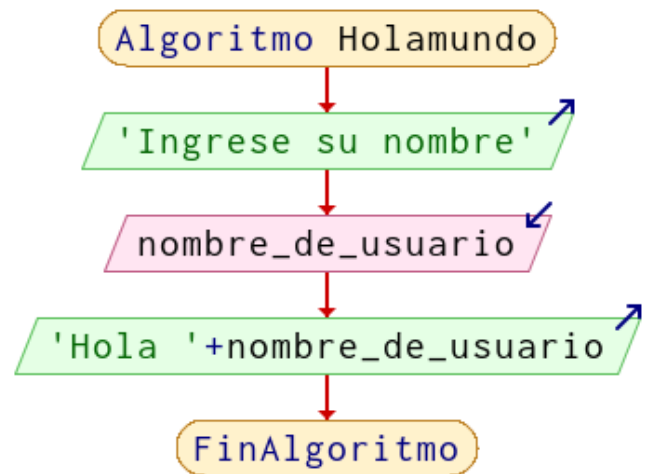 Algoritmo Holamundo
'Ingrese su nombre'
nombre_de_usuario
'Hola '+nombre_de_usuario
FinAlgoritmo